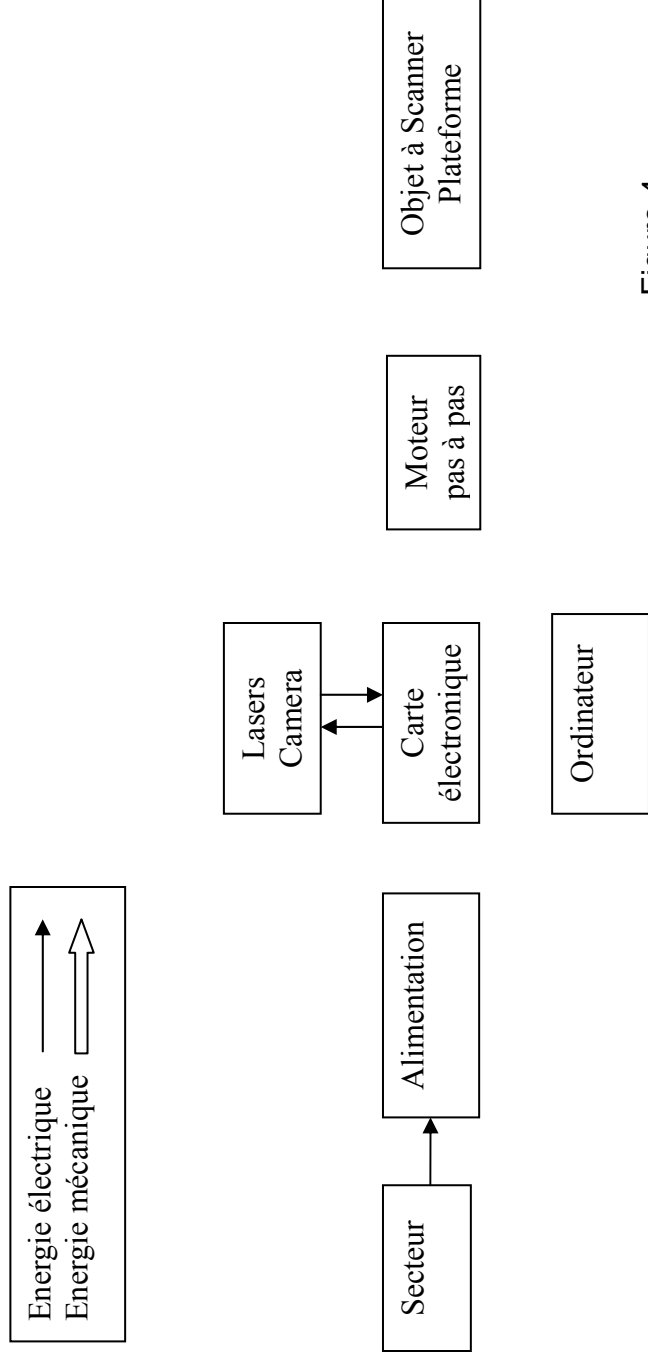 Energie électrique
Energie mécanique
Secteur
Alimentation
Lasers
Camera
Carte
électronique
Ordinateur
Moteur
pas à pas
Objet à Scanner
Plateforme